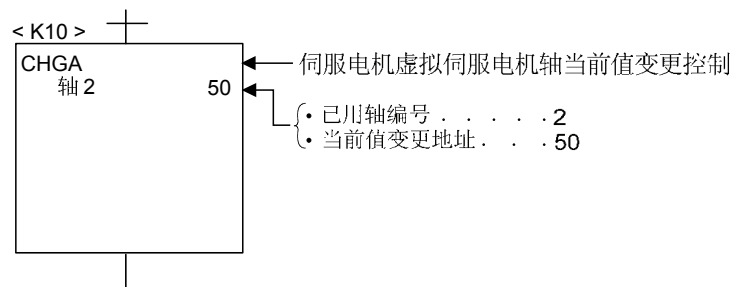 < K10 >
CHGA
轴 2 50
伺服电机虚拟伺服电机轴当前值变更控制
• 已用轴编号 . . . . . 2
• 当前值变更地址 . . . 50